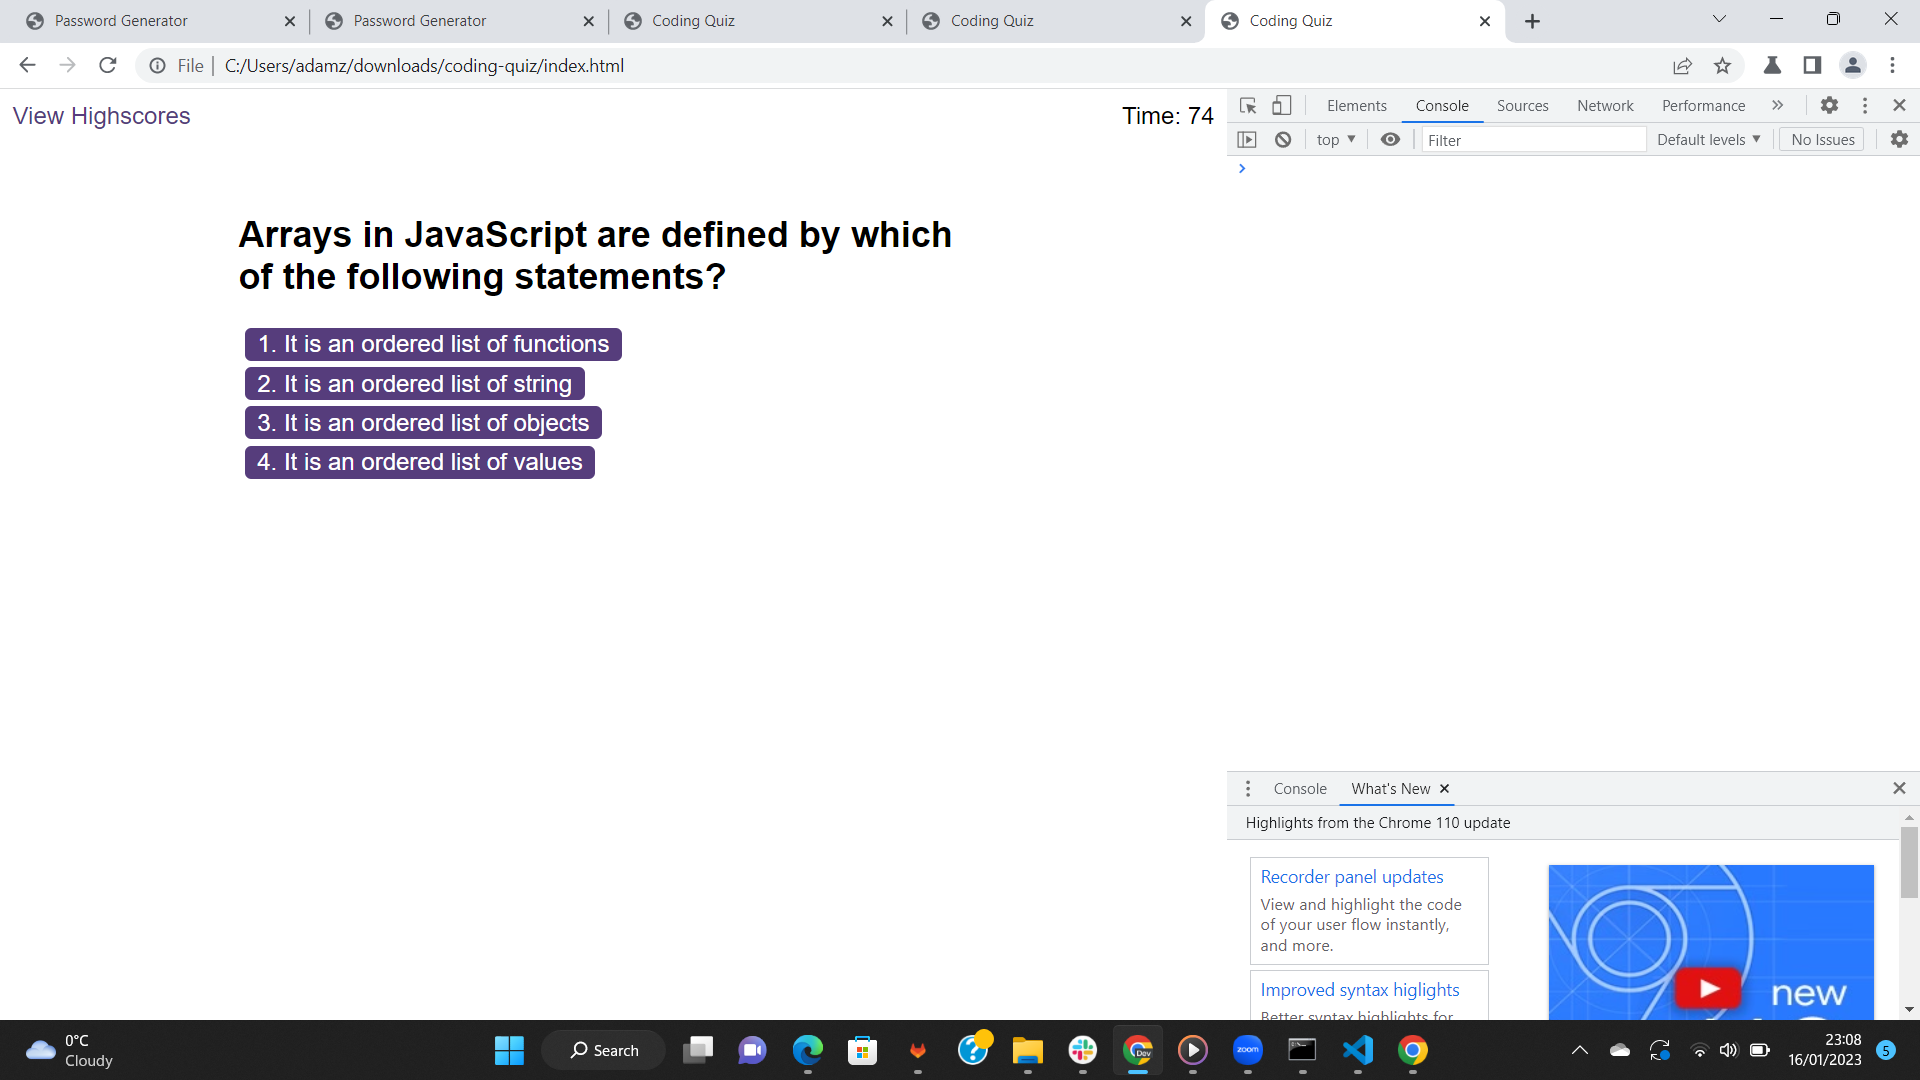 Password Generator
Password Generator
Coding Quiz
Coding Quiz
Coding Quiz
File
C:/Users/adamz/downloads/coding-quiz/index.html
View Highscores
Time: 74
Elements
Console
Sources
Network
Performance
top
Filter
Default levels
No Issues
Arrays in JavaScript are defined by which
of the following statements?
1. It is an ordered list of functions
2. It is an ordered list of string
3. It is an ordered list of objects
4. It is an ordered list of values
Console
What's New
Highlights from the Chrome 110 update
Recorder panel updates
View and highlight the code
of your user flow instantly,
and more.
Improved syntax higlights
Better syntax highlights for
new
0°C
Cloudy
Search
Dev
zoom
23:08
16/01/2023
5